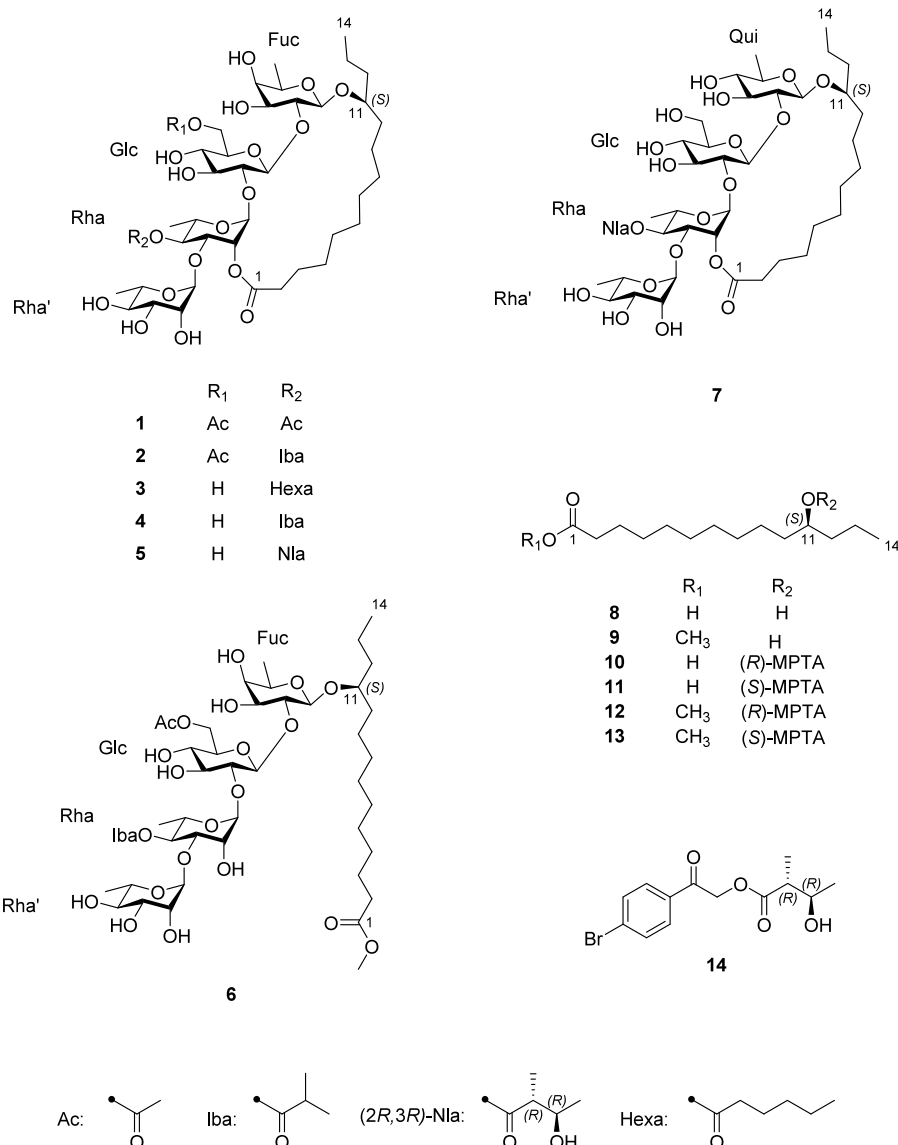 14
Fuc
HO
O
O
(S)
HO
11
R1O
O
Glc
HO
O
HO
O
Rha
O
R2O
O
O
1
Rha'
O
HO
O
HO
OH
R1 R2
1 Ac Ac
2 Ac Iba
3 H Hexa
4 H Iba
5 H Nla
14
Qui
HO
O
O
(S)
HO
11
HO
O
Glc
HO
O
HO
O
Rha
O
NlaO
O
O
1
Rha'
O
HO
O
HO
OH
7
O
OR2
(S)
R1O
1
11
14
R1 R2
8 H H
9 CH3 H
10 H (R)-MPTA
11 H (S)-MPTA
12 CH3 (R)-MPTA
13 CH3 (S)-MPTA
14
Fuc
HO
O
O
(S)
HO
11
AcO
O
Glc
HO
O
HO
O
Rha
O
IbaO
O
OH
Rha'
O
HO
HO
OH
O
1
O
6
O
O
(R)
(R)
O
OH
Br
14
Ac:
O
Iba:
O
(2R,3R)-Nla:
(R)
(R)
O
OH
Hexa:
O